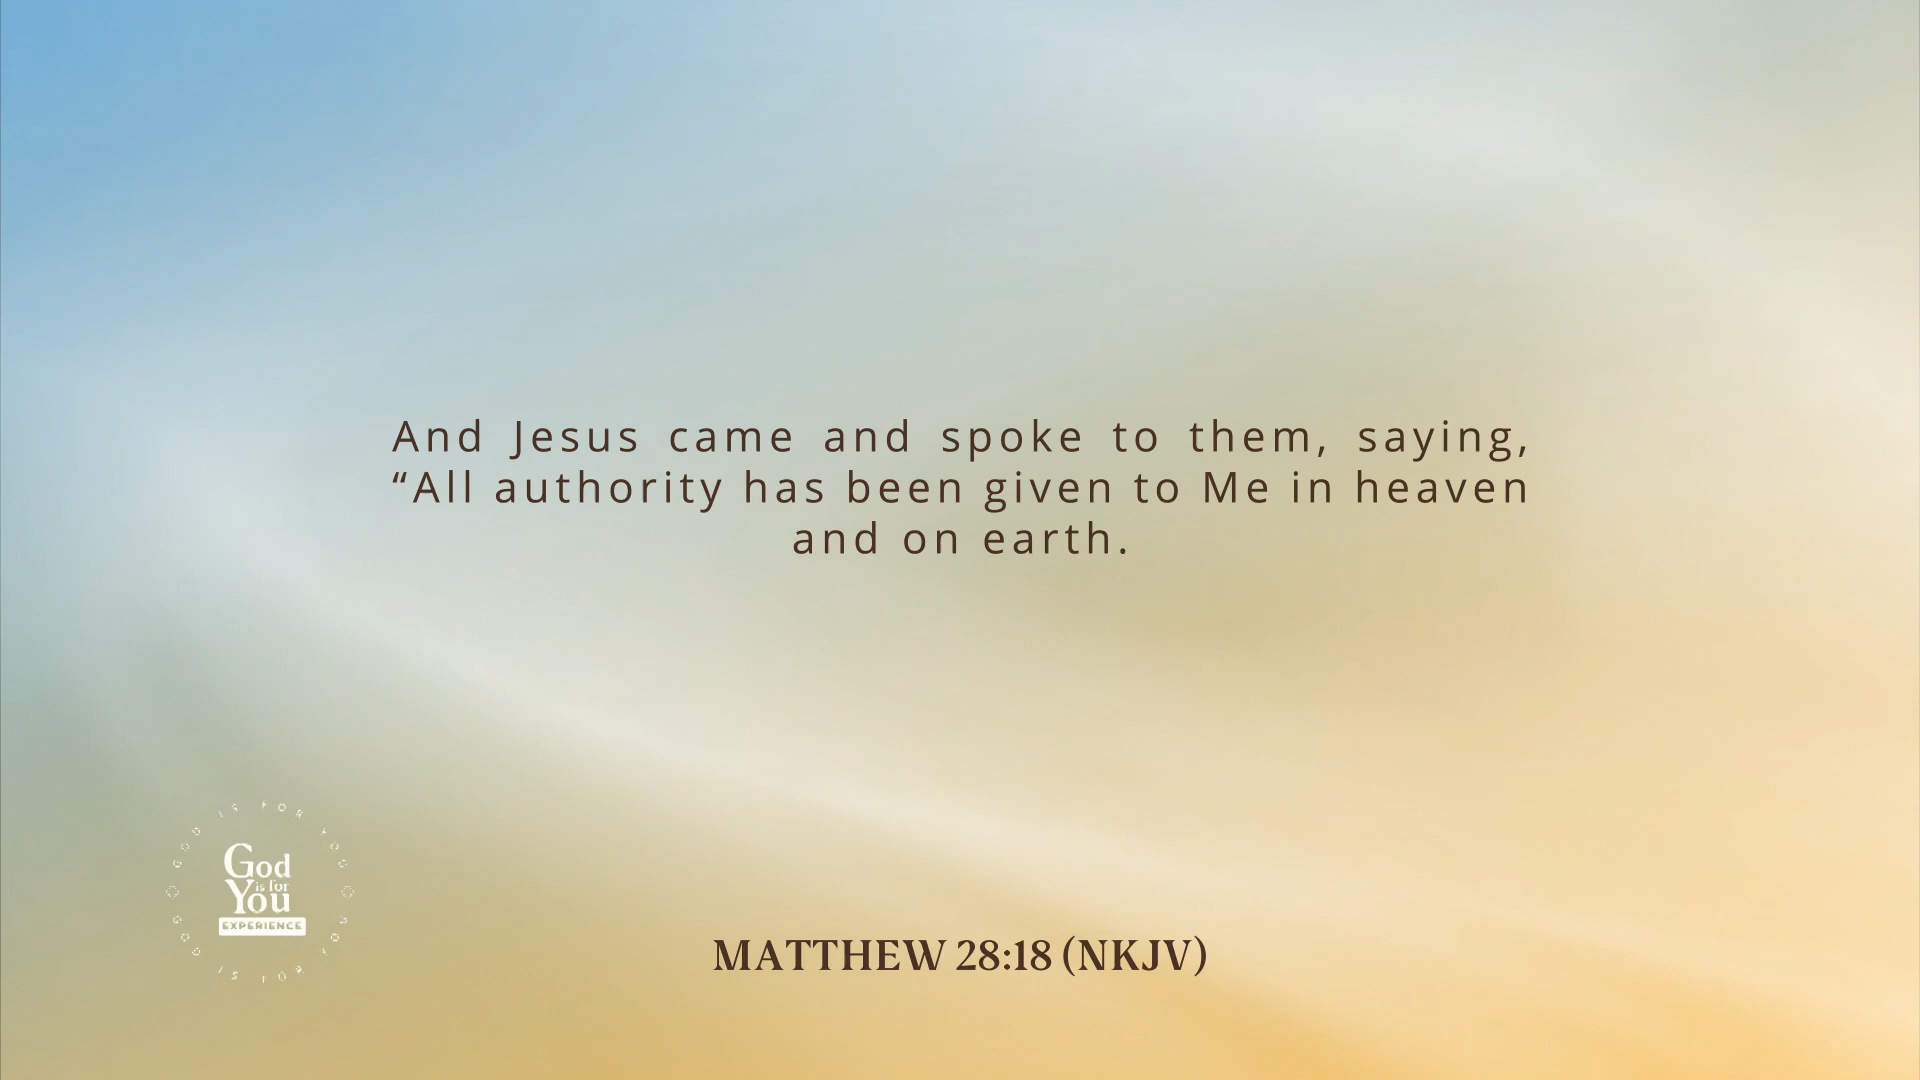 And Jesus came and spoke to them, saying,
“All authority has been given to Me in heaven
and on earth.
God
is for
You
EXPERIENCE
MATTHEW 28:18 (NKJV)